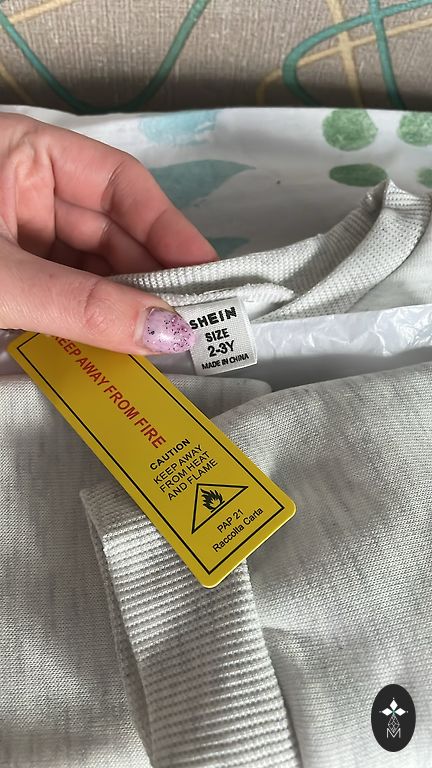 SHEIN
SIZE
2-3Y
MADE IN CHINA
KEEP AWAY FROM FIRE
CAUTION
KEEP AWAY
FROM HEAT
AND FLAME
PAP 21
Raccolta Carta